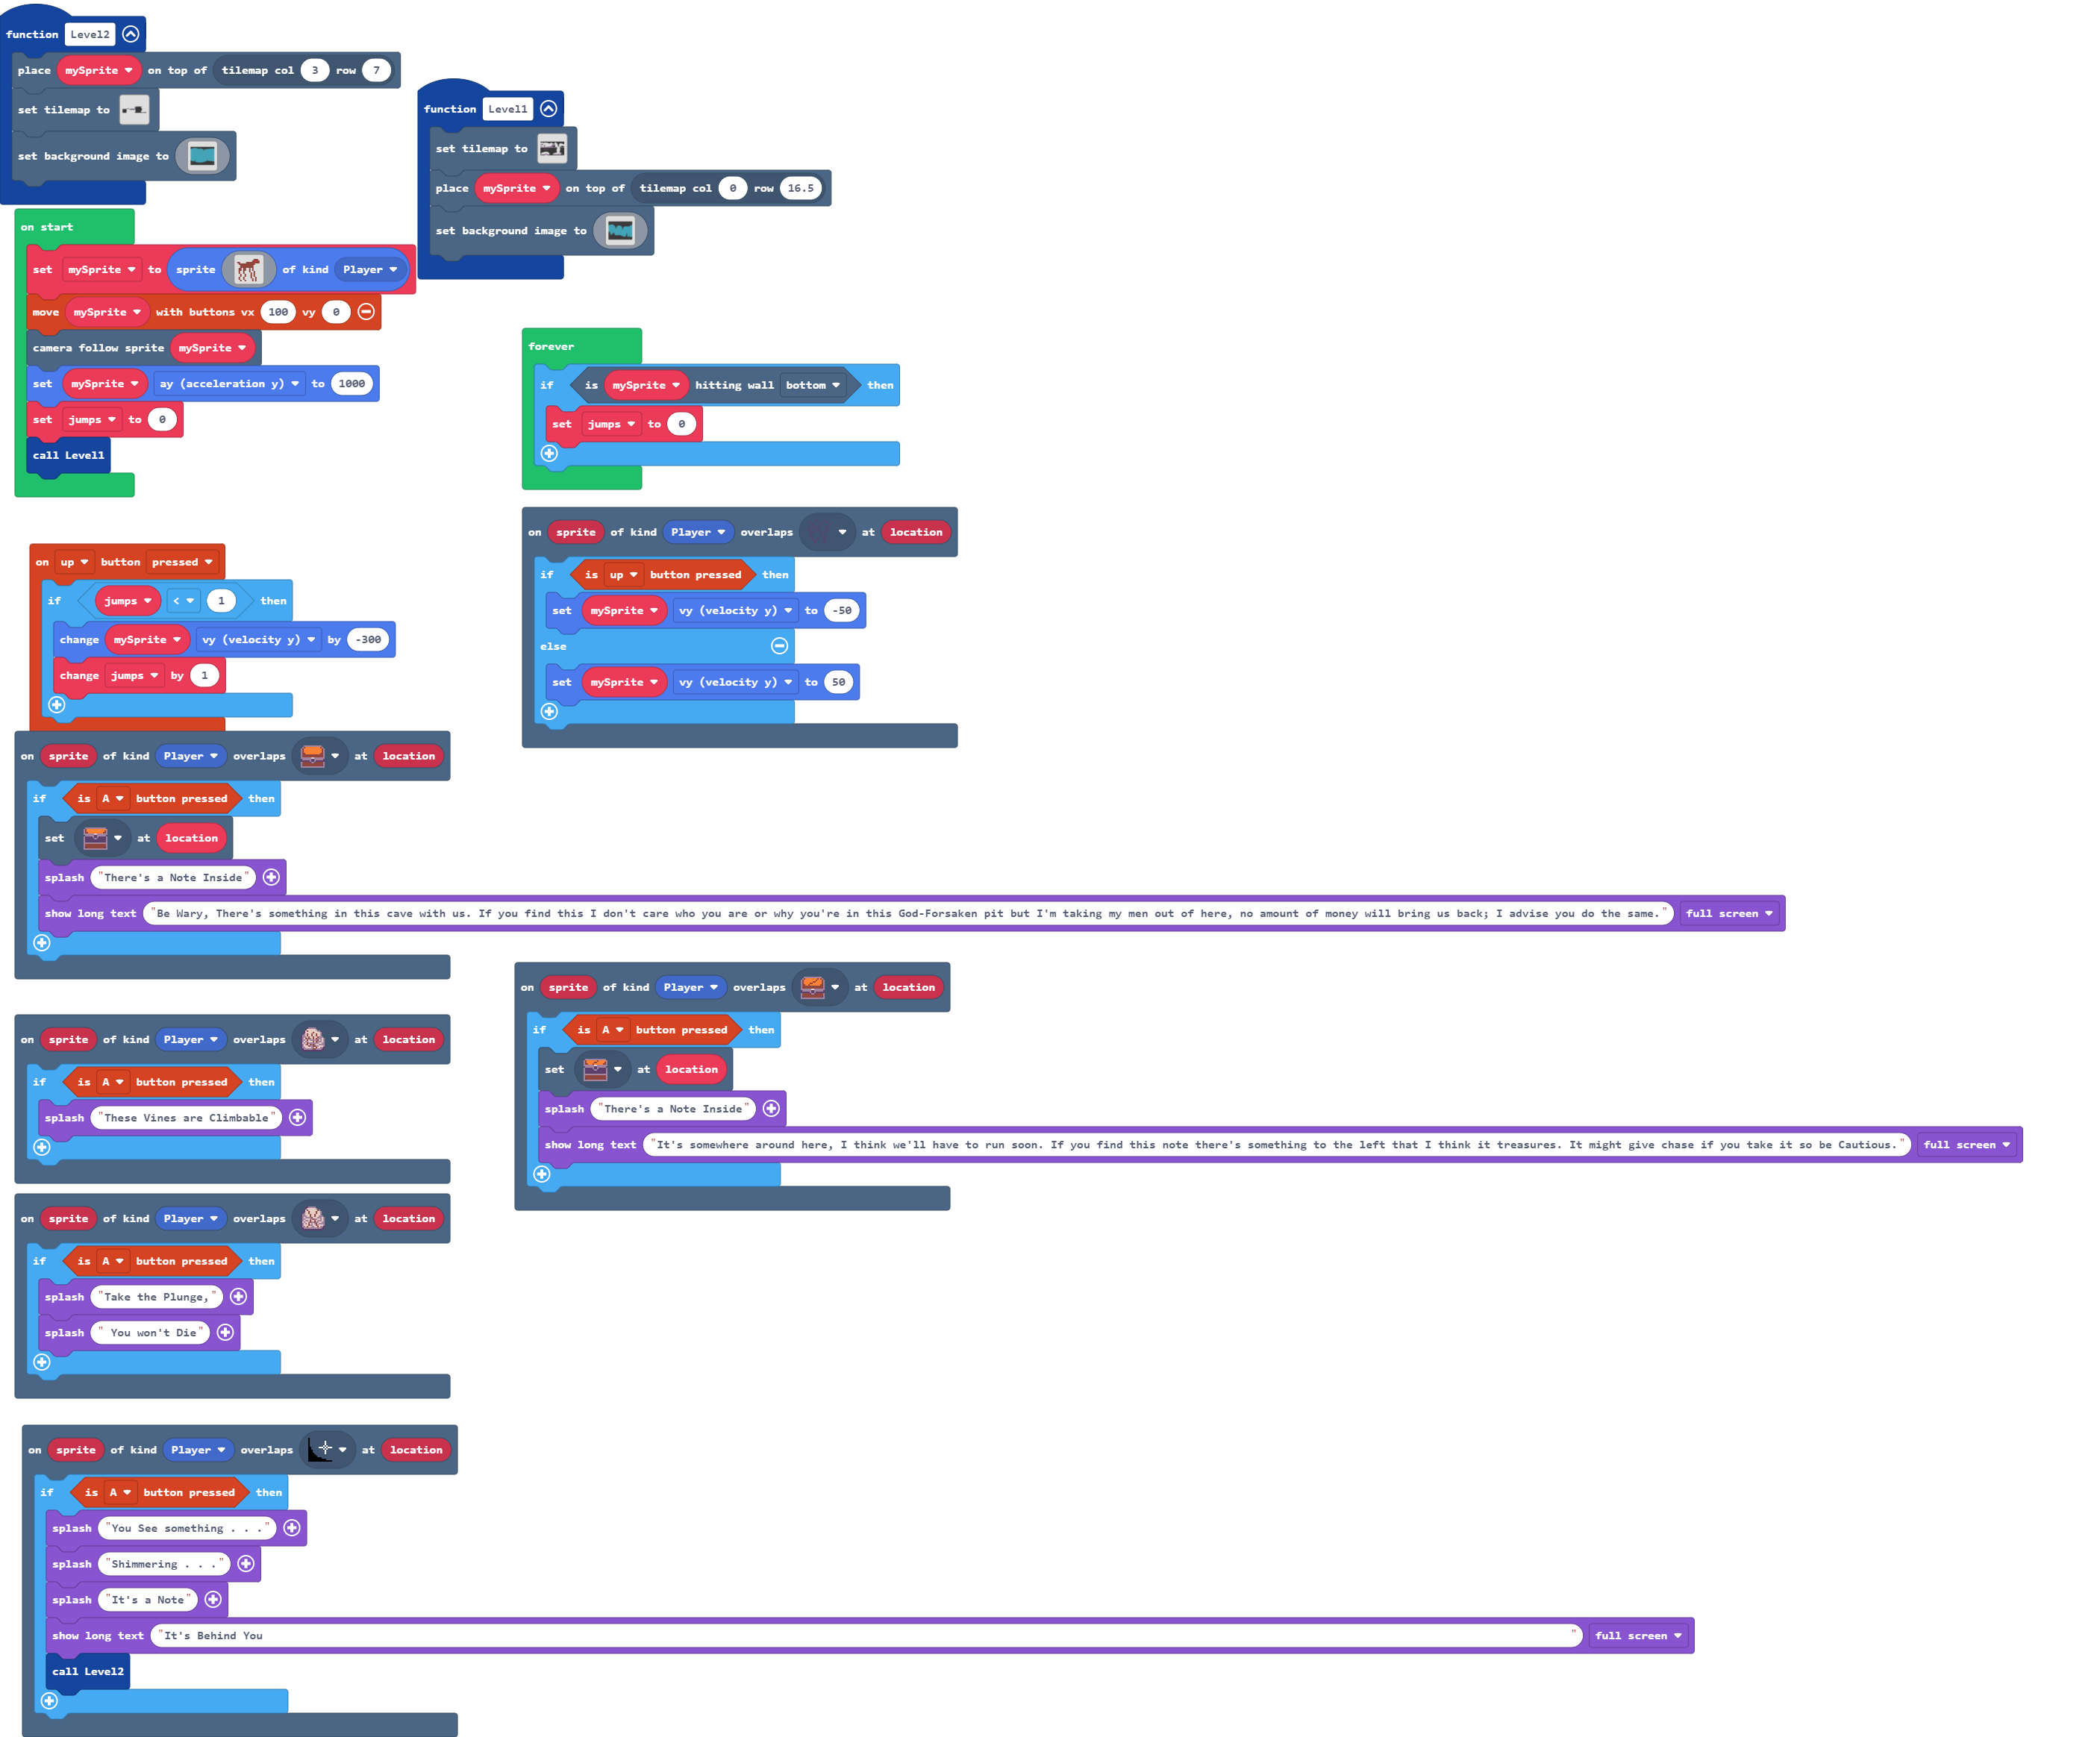 function Level2
place mySprite on top of tilemap col 3 row 7
set tilemap to
set background image to
function Level1
set tilemap to
place mySprite on top of tilemap col 0 row 16.5
set background image to
on start
set mySprite to sprite of kind Player
move mySprite with buttons vx 100 vy 0
camera follow sprite mySprite
set mySprite ay (acceleration y) to 1000
set jumps to 0
call Level1
forever
if is mySprite hitting wall bottom then
set jumps to 0
on up button pressed
if jumps < 1 then
change mySprite vy (velocity y) by -300
change jumps by 1
on sprite of kind Player overlaps at location
if is up button pressed then
set mySprite vy (velocity y) to -50
else
set mySprite vy (velocity y) to 50
on sprite of kind Player overlaps at location
if is A button pressed then
set at location
splash "There's a Note Inside"
show long text "Be Wary, There's something in this cave with us. If you find this I don't care who you are or why you're in this God-Forsaken pit but I'm taking my men out of here, no amount of money will bring us back; I advise you do the same." full screen
on sprite of kind Player overlaps at location
if is A button pressed then
set at location
splash "There's a Note Inside"
show long text "It's somewhere around here, I think we'll have to run soon. If you find this note there's something to the left that I think it treasures. It might give chase if you take it so be Cautious." full screen
on sprite of kind Player overlaps at location
if is A button pressed then
splash "These Vines are Climbable"
on sprite of kind Player overlaps at location
if is A button pressed then
splash "Take the Plunge,"
splash " You won't Die"
on sprite of kind Player overlaps at location
if is A button pressed then
splash "You See something . . ."
splash "Shimmering . . ."
splash "It's a Note"
show long text "It's Behind You " full screen
call Level2